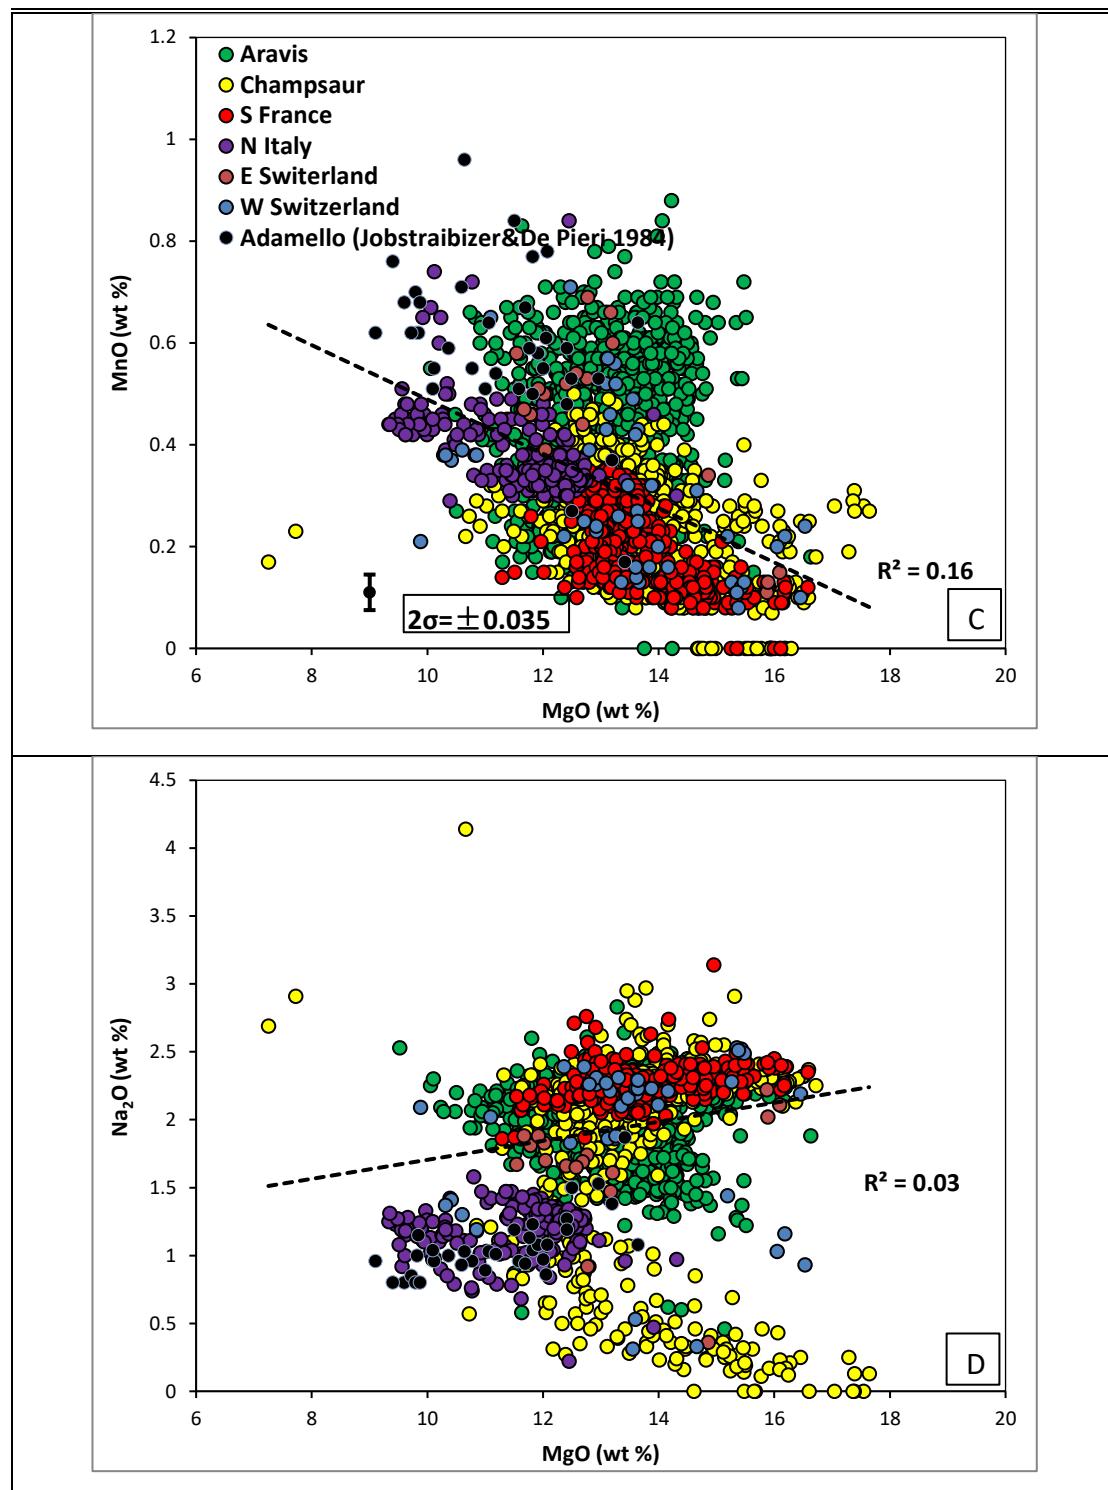 1.2
1
0.8
0.6
0.4
0.2
0
MnO (wt %)
Aravis
Champsaur
S France
N Italy
E Switerland
W Switzerland
Adamello (Jobstraibizer&De Pieri 1984)
R² = 0.16
2σ= ±0.035
C
6 8 10 12 14 16 18 20
MgO (wt %)
4.5
4
3.5
3
2.5
2
1.5
1
0.5
0
Na₂O (wt %)
R² = 0.03
D
6 8 10 12 14 16 18 20
MgO (wt %)